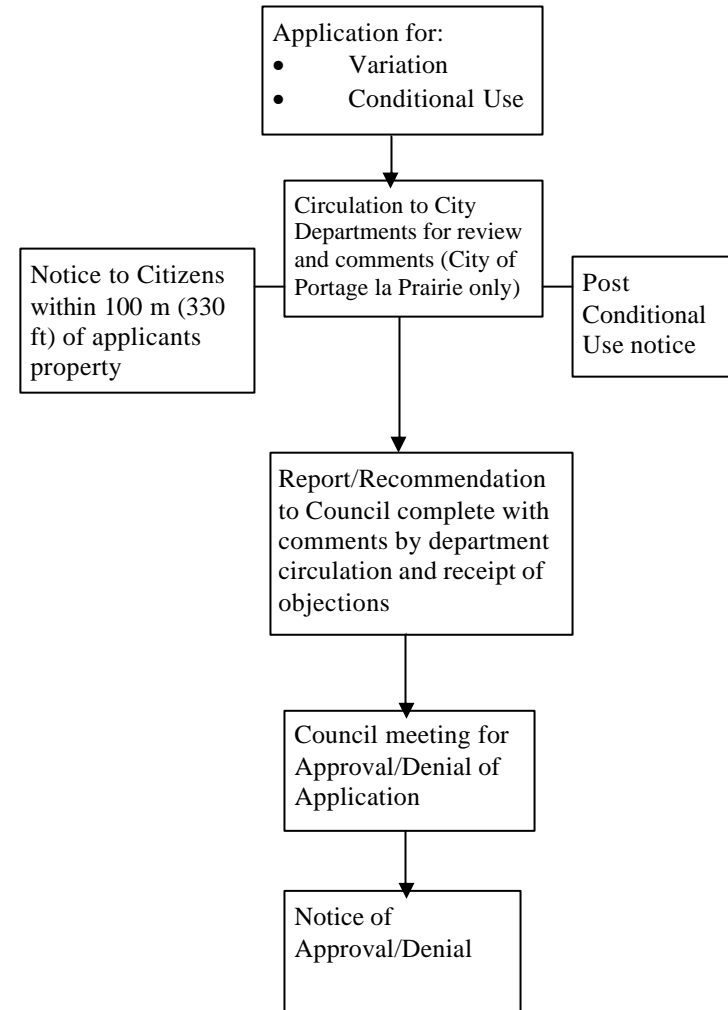 Application for:
• Variation
• Conditional Use
Circulation to City
Departments for review
and comments (City of
Portage la Prairie only)
Notice to Citizens
within 100 m (330
ft) of applicants
property
Post
Conditional
Use notice
Report/Recommendation
to Council complete with
comments by department
circulation and receipt of
objections
Council meeting for
Approval/Denial of
Application
Notice of
Approval/Denial